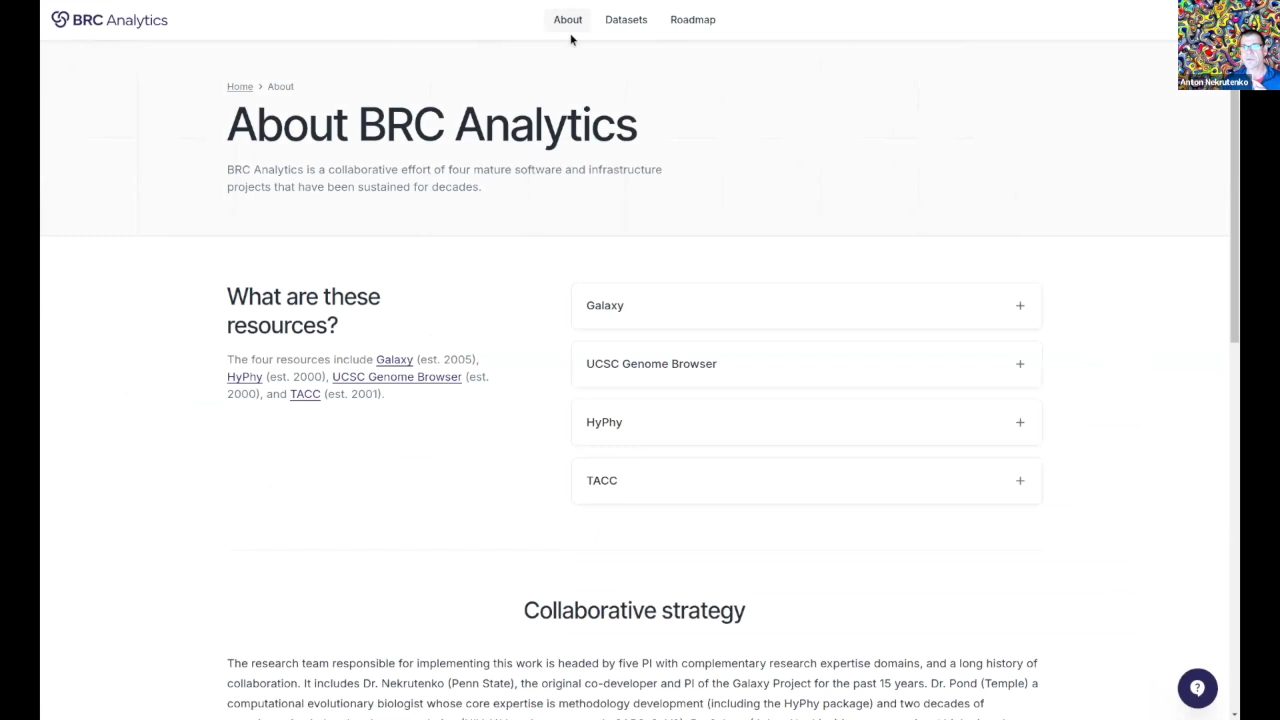 BRC Analytics
About
Datasets
Roadmap
Anton Nekrutenko
Home > About
About BRC Analytics
BRC Analytics is a collaborative effort of four mature software and infrastructure
projects that have been sustained for decades.
What are these
resources?
The four resources include Galaxy (est. 2005),
HyPhy (est. 2000), UCSC Genome Browser (est.
2000), and TACC (est. 2001).
Galaxy
UCSC Genome Browser
HyPhy
TACC
Collaborative strategy
The research team responsible for implementing this work is headed by five PI with complementary research expertise domains, and a long history of
collaboration. It includes Dr. Nekrutenko (Penn State), the original co-developer and PI of the Galaxy Project for the past 15 years. Dr. Pond (Temple) a
computational evolutionary biologist whose core expertise is methodology development (including the HyPhy package) and two decades of